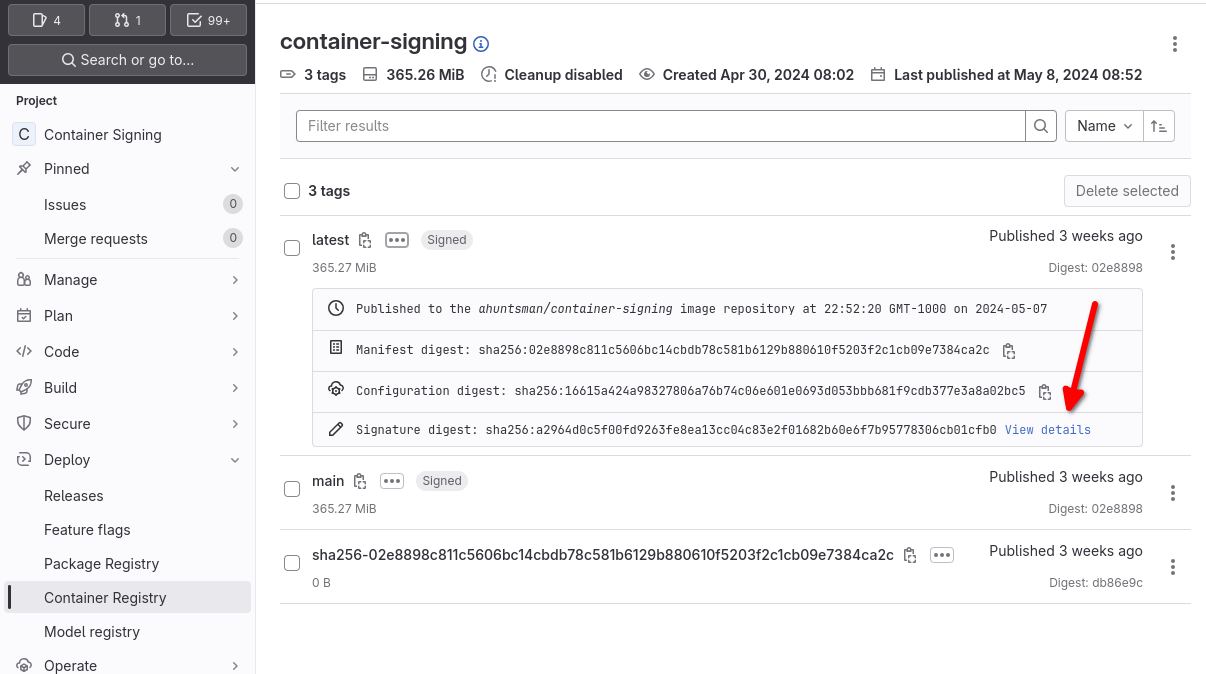 4
1
99+
Search or go to...
Project
C Container Signing
Pinned
Issues 0
Merge requests 0
Manage
Plan
Code
Build
Secure
Deploy
Releases
Feature flags
Package Registry
Container Registry
Model registry
Operate
container-signing
3 tags 365.26 MiB Cleanup disabled Created Apr 30, 2024 08:02 Last published at May 8, 2024 08:52
Filter results
Name
3 tags
Delete selected
latest Signed Published 3 weeks ago
365.27 MiB Digest: 02e8898
Published to the ahuntsman/container-signing image repository at 22:52:20 GMT-1000 on 2024-05-07
Manifest digest: sha256:02e8898c811c5606bc14cbdb78c581b6129b880610f5203f2c1cb09e7384ca2c
Configuration digest: sha256:16615a424a98327806a76b74c06e601e0693d053bbb681f9cdb377e3a8a02bc5
Signature digest: sha256:a2964d0c5f00fd9263fe8ea13cc04c83e2f01682b60e6f7b95778306cb01cfb0 View details
main Signed Published 3 weeks ago
365.27 MiB Digest: 02e8898
sha256-02e8898c811c5606bc14cbdb78c581b6129b880610f5203f2c1cb09e7384ca2c Published 3 weeks ago
0 B Digest: db86e9c